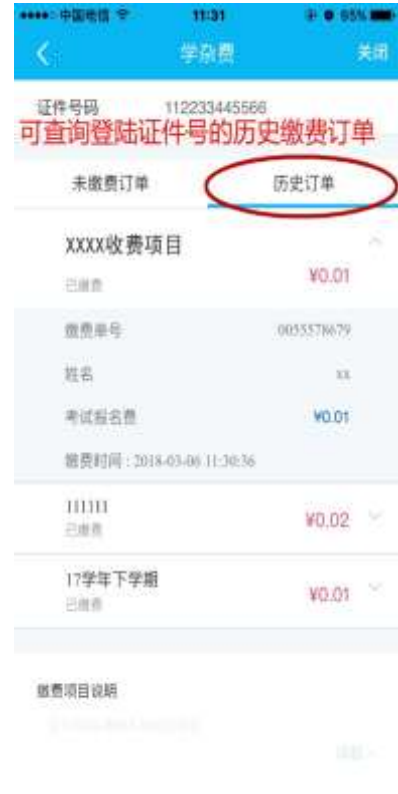 中国电信 11:31 65%
学杂费 关闭
证件号码 112233445566
可查询登陆证件号的历史缴费订单
未缴费订单 历史订单
XXXX收费项目
已缴费 ¥0.01
缴费单号 0055578679
姓名 xx
考试报名费 ¥0.01
缴费时间：2018-03-06 11:30:36
111111
已缴费 ¥0.02
17学年下学期
已缴费 ¥0.01
缴费项目说明